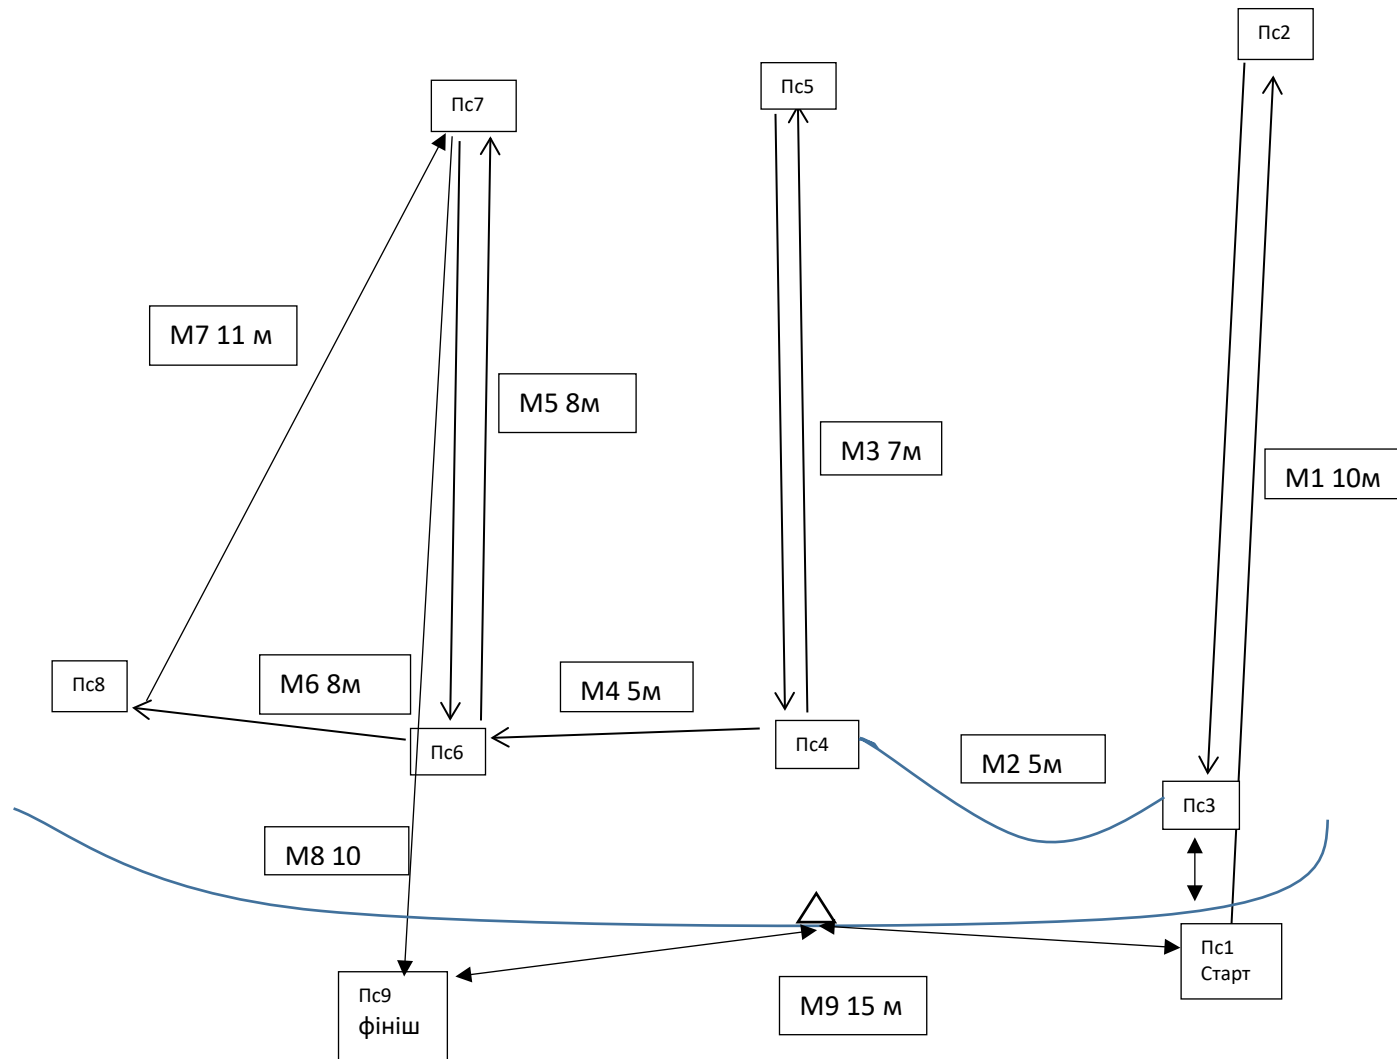 Пс2
Пс5
Пс7
М7 11 м
М5 8м
М3 7м
М1 10м
Пс8
М6 8м
М4 5м
Пс6
Пс4
М2 5м
Пс3
М8 10
Пс1
Старт
Пс9
фініш
М9 15 м